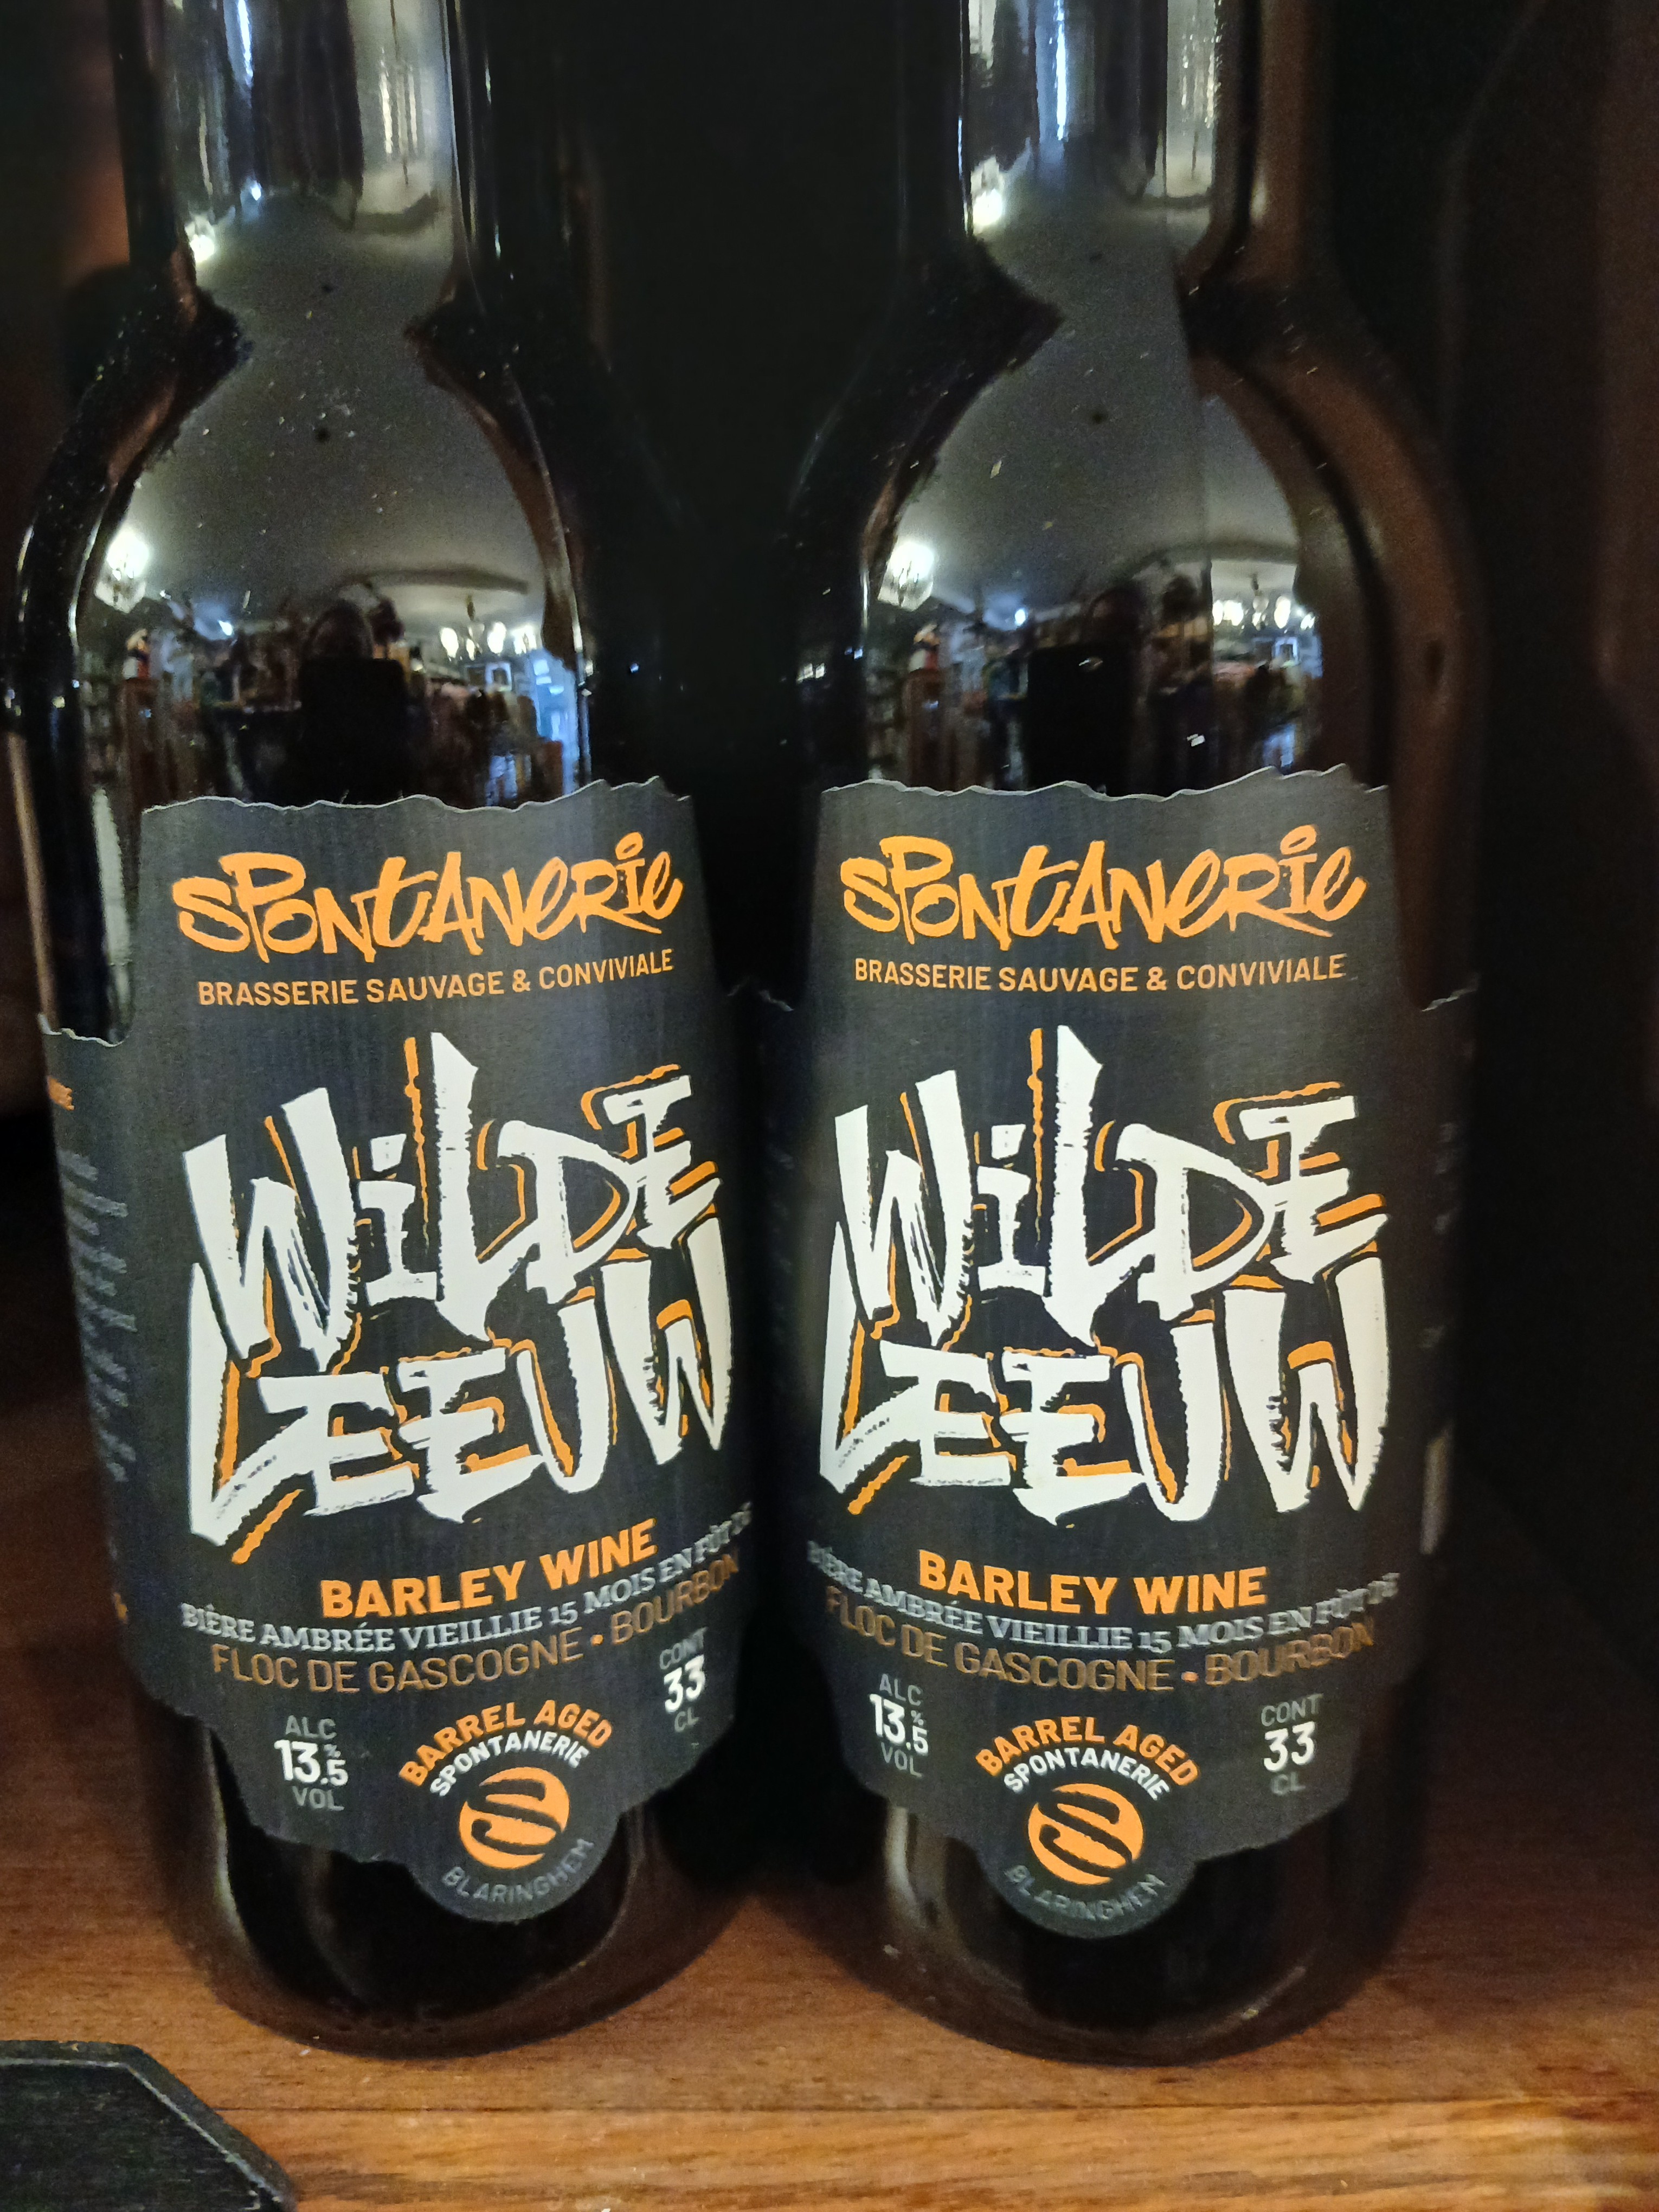 SPONTANERIE
BRASSERIE SAUVAGE & CONVIVIALE
WILDE
LEEUW
BARLEY WINE
BIÈRE AMBRÉE VIEILLIE 15 MOIS EN FÛT DE
FLOC DE GASCOGNE • BOURBON
ALC
13.5%
VOL
BARREL AGED
SPONTANERIE
BLARINGHEM
CONT
33
CL
SPONTANERIE
BRASSERIE SAUVAGE & CONVIVIALE
WILDE
LEEUW
BARLEY WINE
BIÈRE AMBRÉE VIEILLIE 15 MOIS EN FÛT DE
FLOC DE GASCOGNE • BOURBON
ALC
13.5%
VOL
BARREL AGED
SPONTANERIE
BLARINGHEM
CONT
33
CL